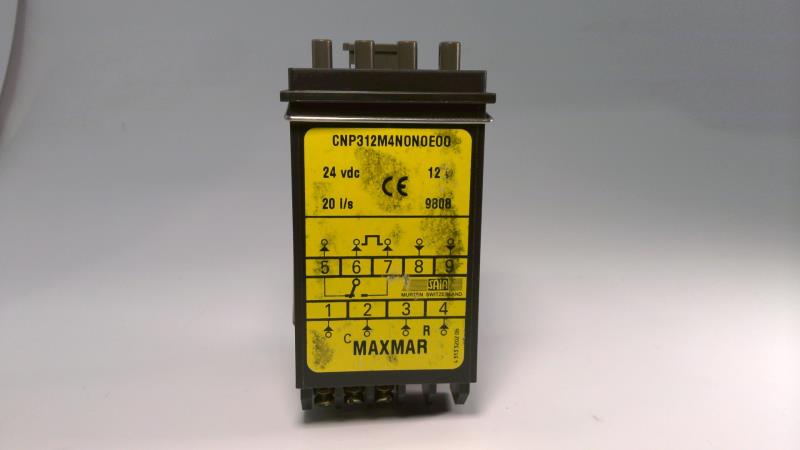 CNP312M4N0N0E00
24 vdc 12
CE
20 I/s 9808
5 6 7 8 9
SAIA
MURTEN SWITZERLAND
1 2 3 4
C R
MAXMAR